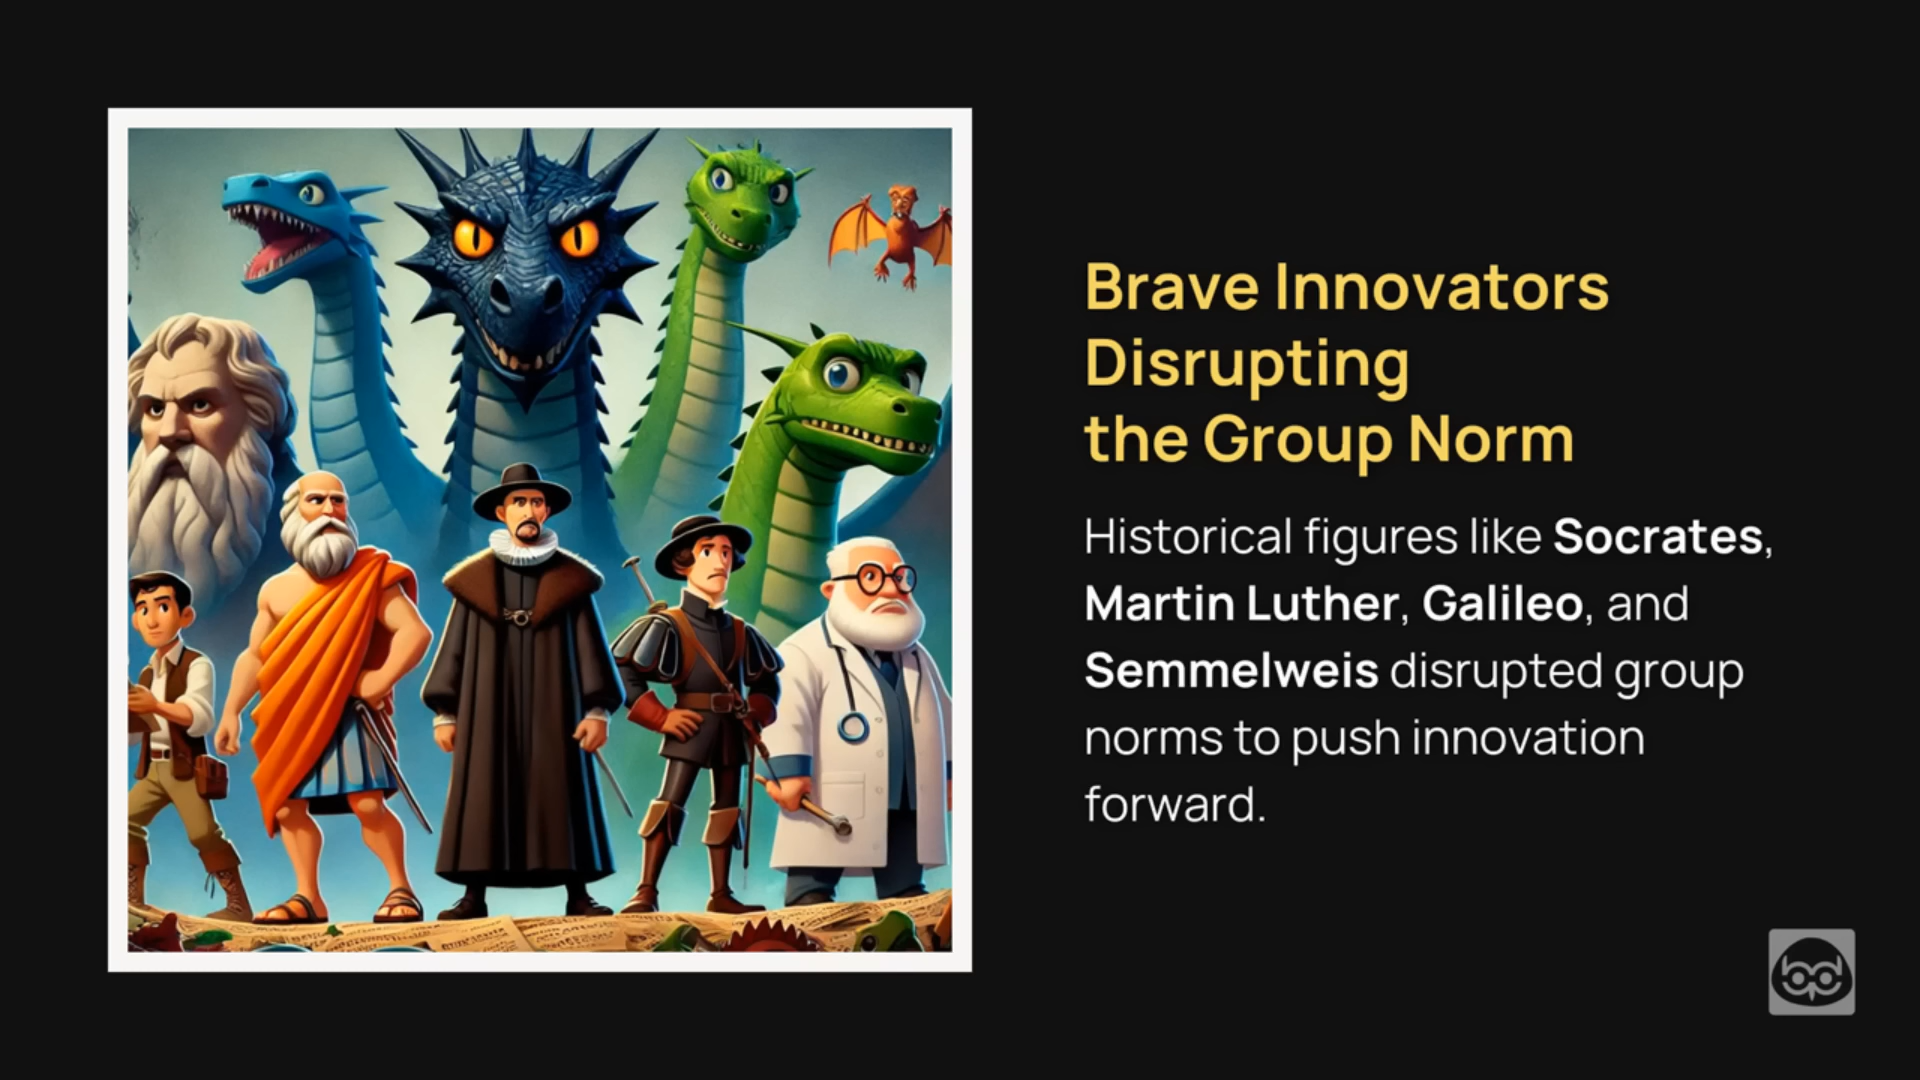 Brave Innovators
Disrupting
the Group Norm
Historical figures like Socrates,
Martin Luther, Galileo, and
Semmelweis disrupted group
norms to push innovation
forward.